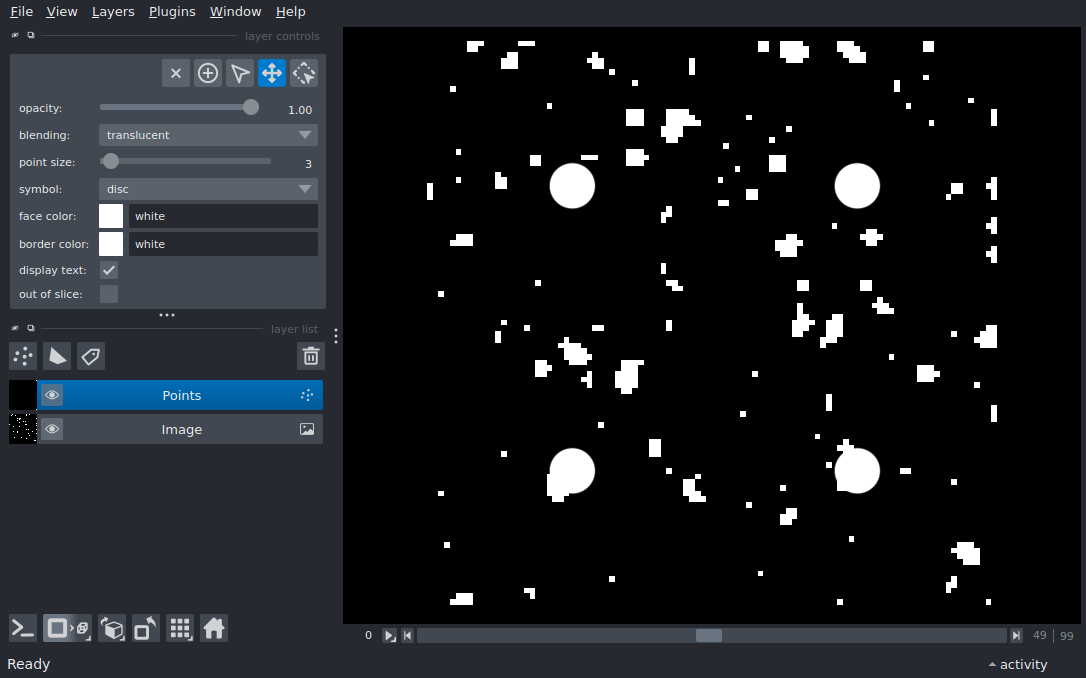 File View Layers Plugins Window Help
layer controls
opacity: 1.00
blending: translucent
point size: 3
symbol: disc
face color: white
border color: white
display text:
out of slice:
layer list
Points
Image
0 49 99
Ready activity